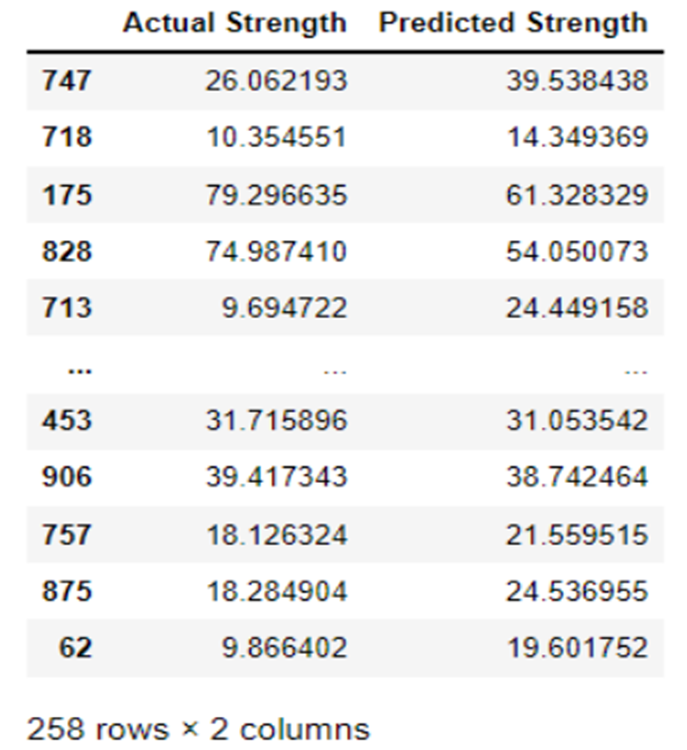 Actual Strength Predicted Strength
747 26.062193 39.538438
718 10.354551 14.349369
175 79.296635 61.328329
828 74.987410 54.050073
713 9.694722 24.449158
... ... ...
453 31.715896 31.053542
906 39.417343 38.742464
757 18.126324 21.559515
875 18.284904 24.536955
62 9.866402 19.601752
258 rows × 2 columns